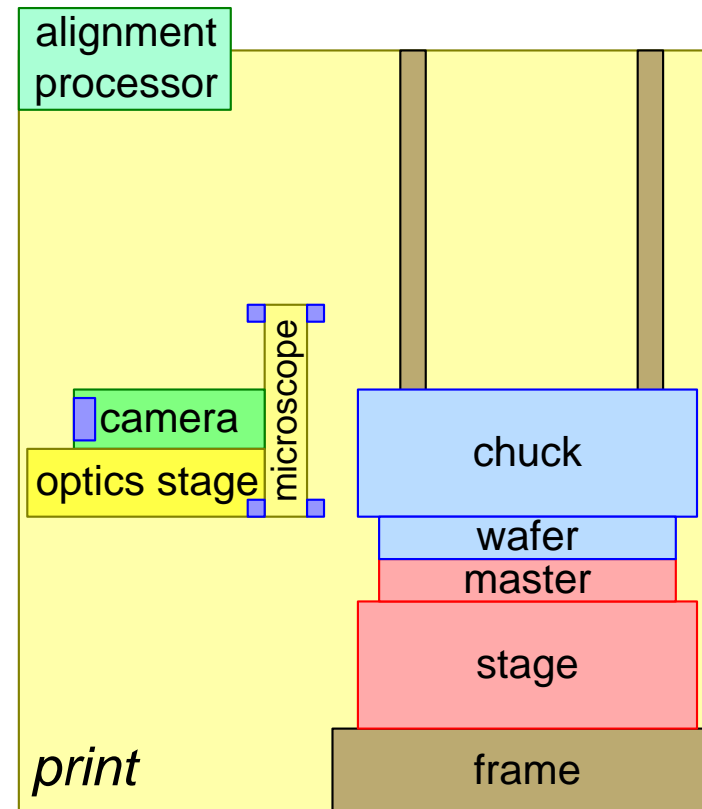 alignment
processor
microscope
camera
optics stage
chuck
wafer
master
stage
frame
print